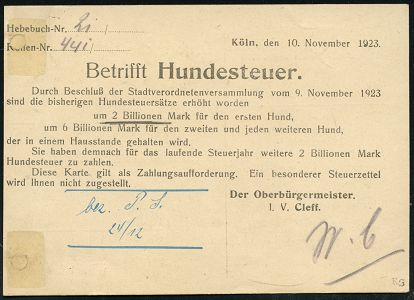 Hebebuch-Nr. 2i
Rollen-Nr. 44i
Köln, den 10. November 1923.
Betrifft Hundesteuer.
Durch Beschluß der Stadtverordnetenversammlung vom 9. November 1923
sind die bisherigen Hundesteuersätze erhöht worden
um 2 Billionen Mark für den ersten Hund,
um 6 Billionen Mark für den zweiten und jeden weiteren Hund,
der in einem Hausstande gehalten wird.
Sie haben demnach für das laufende Steuerjahr weitere 2 Billionen Mark
Hundesteuer zu zahlen.
Diese Karte gilt als Zahlungsaufforderung. Ein besonderer Steuerzettel
wird Ihnen nicht zugestellt.
Der Oberbürgermeister.
I. V. Cleff.
bez.
24/12